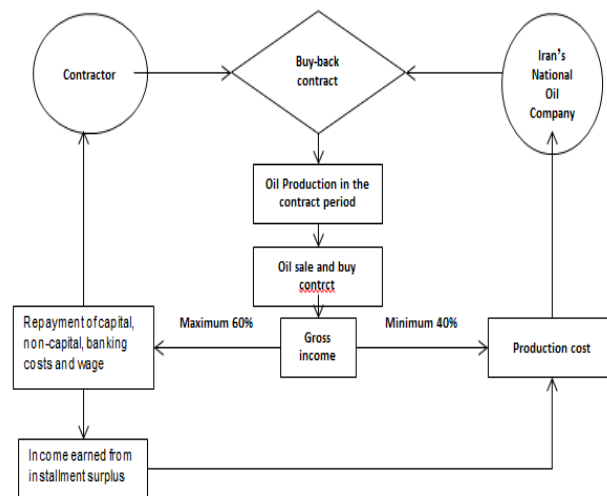 Contractor
Buy-back
contract
Iran's
National
Oil
Company
Oil Production in the
contract period
Oil sale and buy
contrct
Maximum 60%
Minimum 40%
Repayment of capital,
non-capital, banking
costs and wage
Gross
income
Production cost
Income earned from
installment surplus